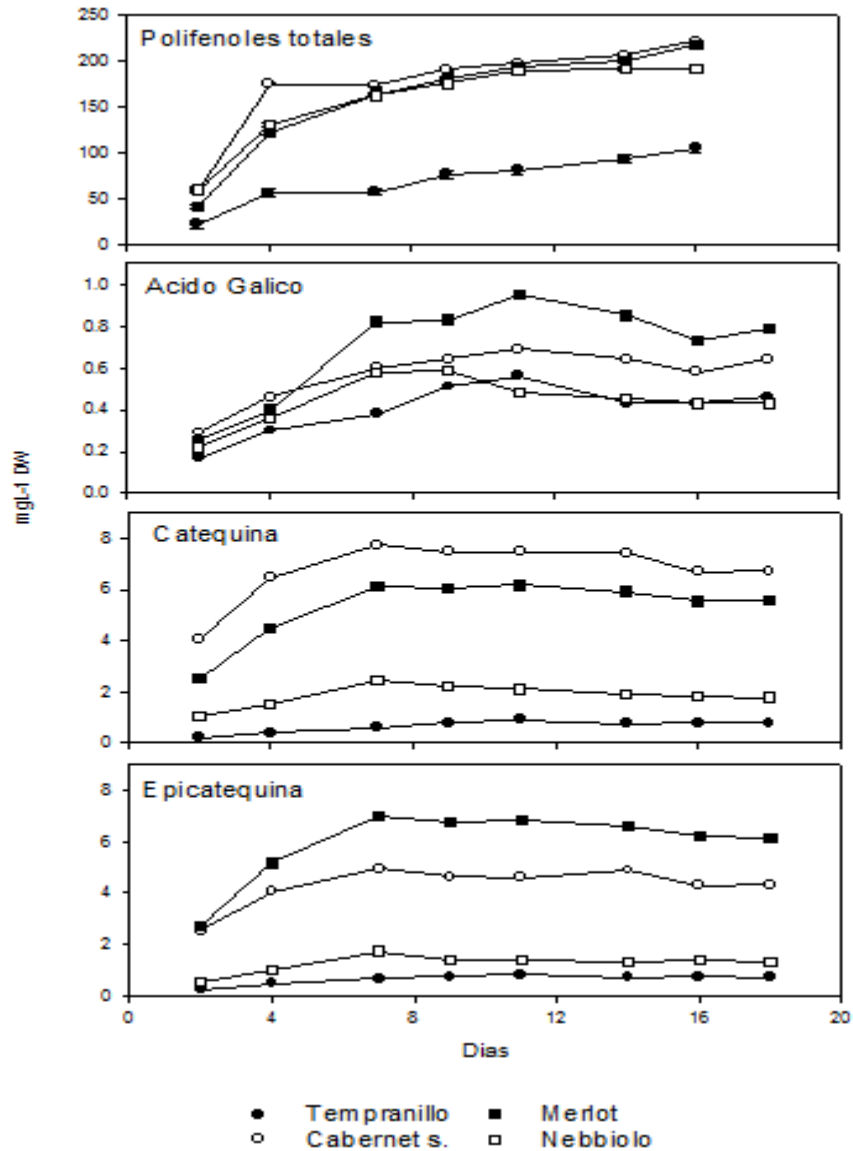 Polifenoles totales
250
200
150
100
50
0
Acido Galico
1.0
0.8
0.6
0.4
0.2
0.0
mgL-1 DW
Catequina
8
6
4
2
0
Epicatequina
8
6
4
2
0
0 4 8 12 16 20
Dias
Tempranillo Merlot
Cabernet s. Nebbiolo